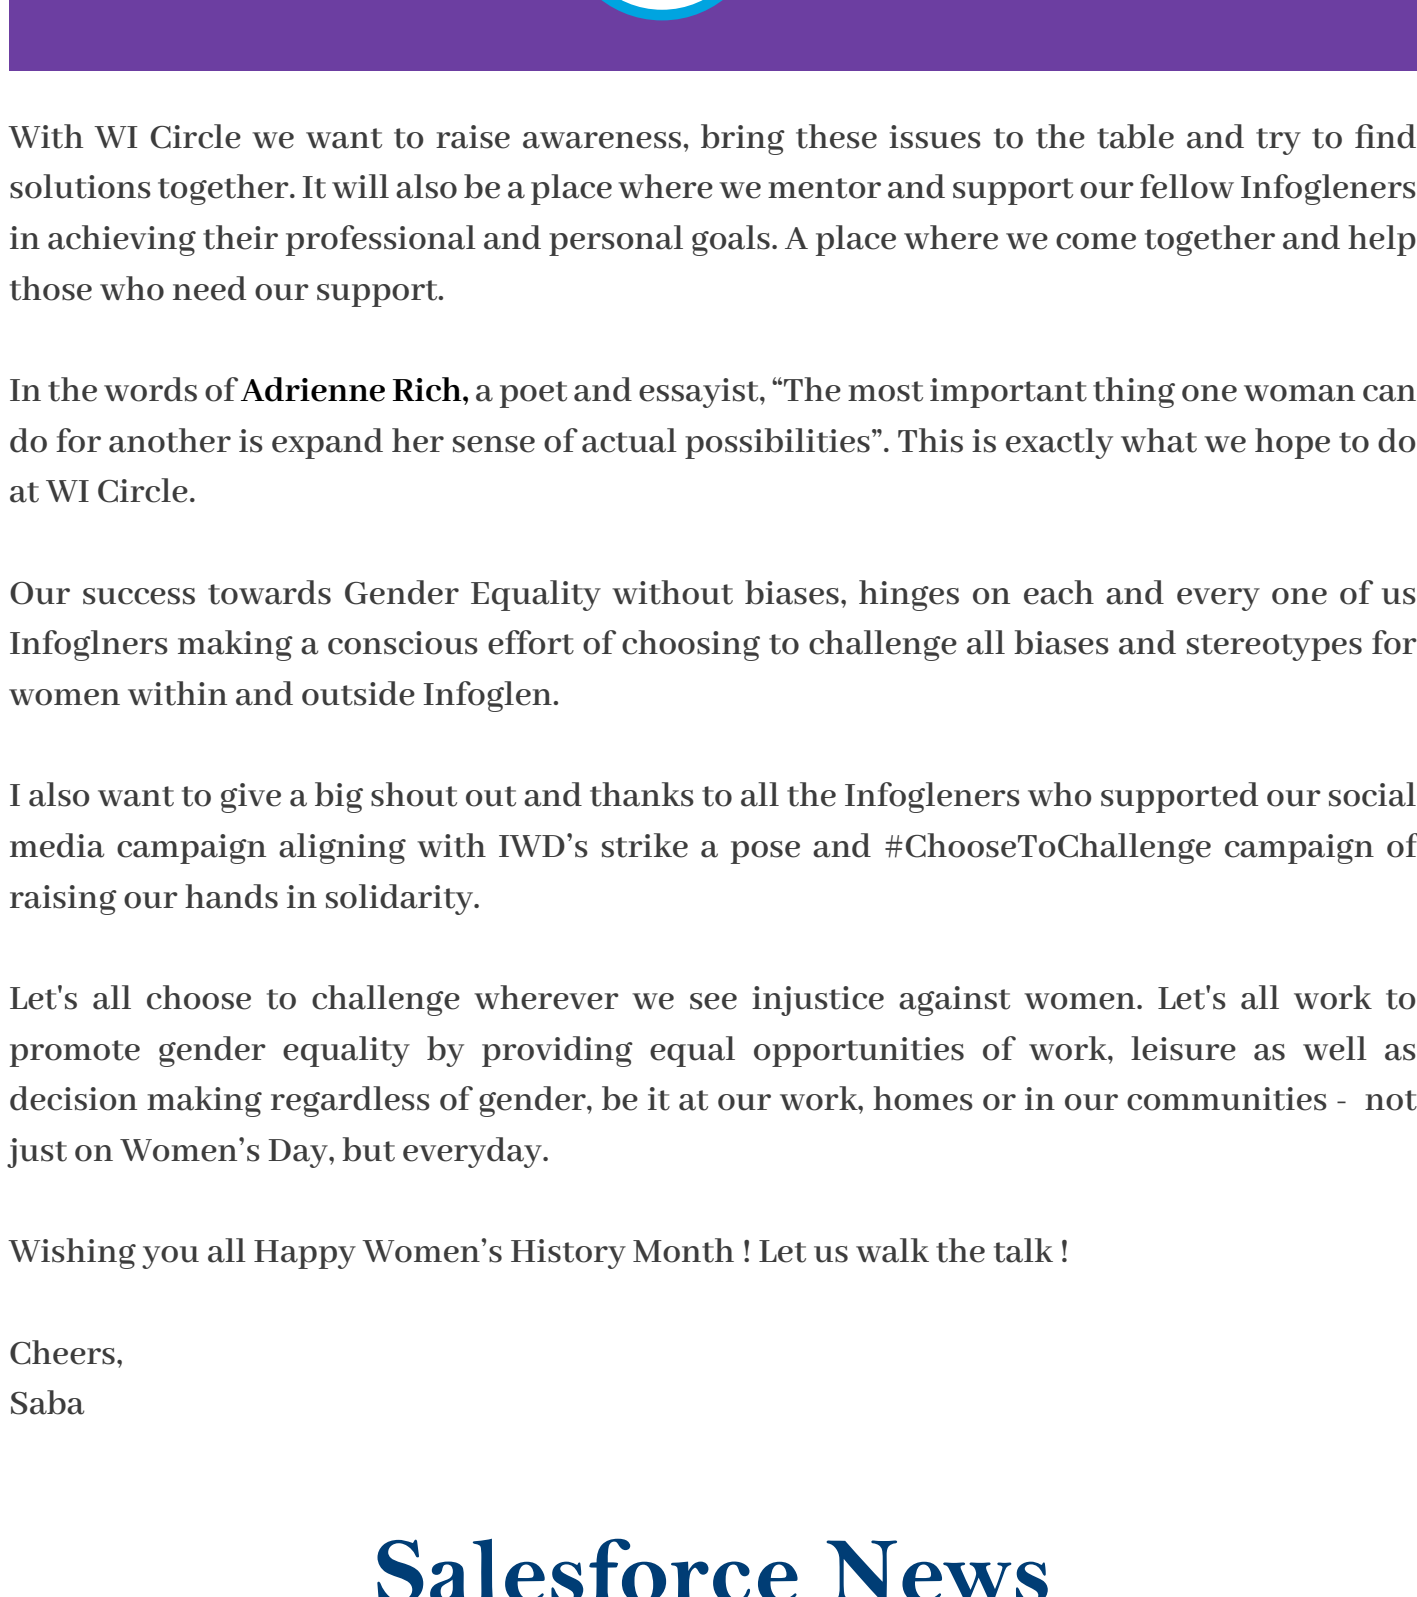 With WI Circle we want to raise awareness, bring these issues to the table and try to find
solutions together. It will also be a place where we mentor and support our fellow Infogleners
in achieving their professional and personal goals. A place where we come together and help
those who need our support.
In the words of Adrienne Rich, a poet and essayist, “The most important thing one woman can
do for another is expand her sense of actual possibilities”. This is exactly what we hope to do
at WI Circle.
Our success towards Gender Equality without biases, hinges on each and every one of us
Infoglners making a conscious effort of choosing to challenge all biases and stereotypes for
women within and outside Infoglen.
I also want to give a big shout out and thanks to all the Infogleners who supported our social
media campaign aligning with IWD’s strike a pose and #ChooseToChallenge campaign of
raising our hands in solidarity.
Let's all choose to challenge wherever we see injustice against women. Let's all work to
promote gender equality by providing equal opportunities of work, leisure as well as
decision making regardless of gender, be it at our work, homes or in our communities -  not
just on Women’s Day, but everyday.
Wishing you all Happy Women’s History Month ! Let us walk the talk !
Cheers,
Saba
Salesforce News